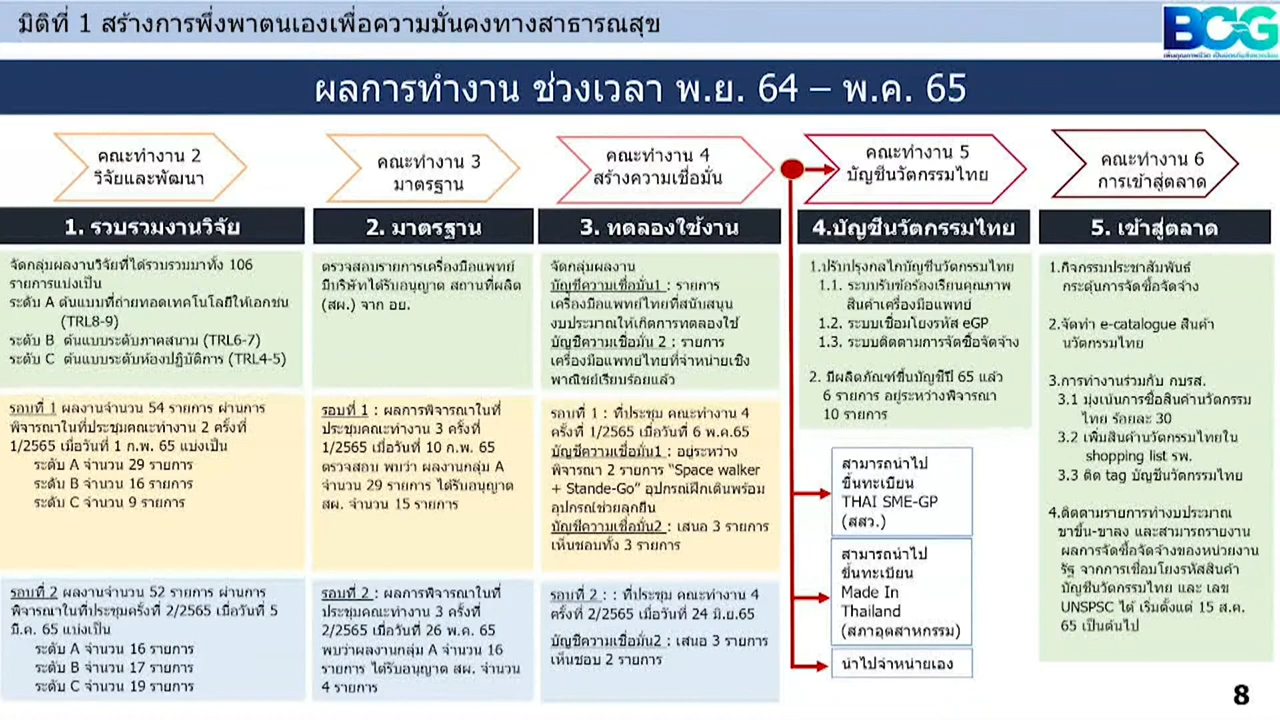 มิติที่ 1 สร้างการพึ่งพาตนเองเพื่อความมั่นคงทางสาธารณสุข
BCG
ผลการทำงาน ช่วงเวลา พ.ย. 64 – พ.ค. 65
คณะทำงาน 2
วิจัยและพัฒนา
คณะทำงาน 3
มาตรฐาน
คณะทำงาน 4
สร้างความเชื่อมั่น
คณะทำงาน 5
บัญชีนวัตกรรมไทย
คณะทำงาน 6
การเข้าสู่ตลาด
1. รวบรวมงานวิจัย
จัดกลุ่มผลงานวิจัยที่ได้รวบรวมมาทั้ง 106
รายการแบ่งเป็น
ระดับ A ต้นแบบที่ถ่ายทอดเทคโนโลยีให้เอกชน
(TRL8-9)
ระดับ B ต้นแบบระดับภาคสนาม (TRL6-7)
ระดับ C ต้นแบบระดับห้องปฏิบัติการ (TRL4-5)
รอบที่ 1 ผลงานจำนวน 54 รายการ ผ่านการ
พิจารณาในที่ประชุมคณะทำงาน 2 ครั้งที่
1/2565 เมื่อวันที่ 1 ก.พ. 65 แบ่งเป็น
ระดับ A จำนวน 29 รายการ
ระดับ B จำนวน 16 รายการ
ระดับ C จำนวน 9 รายการ
รอบที่ 2 ผลงานจำนวน 52 รายการ ผ่านการ
พิจารณาในที่ประชุมครั้งที่ 2/2565 เมื่อวันที่ 5
มี.ค. 65 แบ่งเป็น
ระดับ A จำนวน 16 รายการ
ระดับ B จำนวน 17 รายการ
ระดับ C จำนวน 19 รายการ
2. มาตรฐาน
ตรวจสอบรายการเครื่องมือแพทย์
มีบริษัทได้รับอนุญาต สถานที่ผลิต
(สผ.) จาก อย.
รอบที่ 1 : ผลการพิจารณาในที่
ประชุมคณะทำงาน 3 ครั้งที่
1/2565 เมื่อวันที่ 10 ก.พ. 65
ตรวจสอบ พบว่า ผลงานกลุ่ม A
จำนวน 29 รายการ ได้รับอนุญาต
สผ. จำนวน 15 รายการ
รอบที่ 2 : ผลการพิจารณาในที่
ประชุมคณะทำงาน 3 ครั้งที่
2/2565 เมื่อวันที่ 26 พ.ค. 65
พบว่าผลงานกลุ่ม A จำนวน 16
รายการ ได้รับอนุญาต สผ. จำนวน
4 รายการ
3. ทดลองใช้งาน
จัดกลุ่มผลงาน
บัญชีความเชื่อมั่น1 : รายการ
เครื่องมือแพทย์ไทยที่สนับสนุน
งบประมาณให้เกิดการทดลองใช้
บัญชีความเชื่อมั่น 2 : รายการ
เครื่องมือแพทย์ไทยที่จำหน่ายเชิง
พาณิชย์เรียบร้อยแล้ว
รอบที่ 1 : ที่ประชุม คณะทำงาน 4
ครั้งที่ 1/2565 เมื่อวันที่ 6 พ.ค.65
บัญชีความเชื่อมั่น1 : อยู่ระหว่าง
พิจารณา 2 รายการ “Space walker
+ Stande-Go” อุปกรณ์ฝึกเดินพร้อม
อุปกรณ์ช่วยลุกยืน
บัญชีความเชื่อมั่น2 : เสนอ 3 รายการ
เห็นชอบทั้ง 3 รายการ
รอบที่ 2 : : ที่ประชุม คณะทำงาน 4
ครั้งที่ 2/2565 เมื่อวันที่ 24 มิ.ย.65
บัญชีความเชื่อมั่น2 : เสนอ 3 รายการ
เห็นชอบ 2 รายการ
4.บัญชีนวัตกรรมไทย
1.ปรับปรุงกลไกบัญชีนวัตกรรมไทย
1.1. ระบบรับข้อร้องเรียนคุณภาพ
สินค้าเครื่องมือแพทย์
1.2. ระบบเชื่อมโยงรหัส eGP
1.3. ระบบติดตามการจัดซื้อจัดจ้าง
2. มีผลิตภัณฑ์ขึ้นบัญชีปี 65 แล้ว
6 รายการ อยู่ระหว่างพิจารณา
10 รายการ
สามารถนำไป
ขึ้นทะเบียน
THAI SME-GP
(สสว.)
สามารถนำไป
ขึ้นทะเบียน
Made In
Thailand
(สภาอุตสาหกรรม)
นำไปจำหน่ายเอง
5. เข้าสู่ตลาด
1.กิจกรรมประชาสัมพันธ์
กระตุ้นการจัดซื้อจัดจ้าง
2.จัดทำ e-catalogue สินค้า
นวัตกรรมไทย
3.การทำงานร่วมกับ กบรส.
3.1 มุ่งเน้นการซื้อสินค้านวัตกรรม
ไทย ร้อยละ 30
3.2 เพิ่มสินค้านวัตกรรมไทยใน
shopping list รพ.
3.3 ติด tag บัญชีนวัตกรรมไทย
4.ติดตามรายการทำงบประมาณ
ขาขึ้น-ขาลง และสามารถรายงาน
ผลการจัดซื้อจัดจ้างของหน่วยงาน
รัฐ จากการเชื่อมโยงรหัสสินค้า
บัญชีนวัตกรรมไทย และ เลข
UNSPSC ได้ เริ่มตั้งแต่ 15 ส.ค.
65 เป็นต้นไป
8